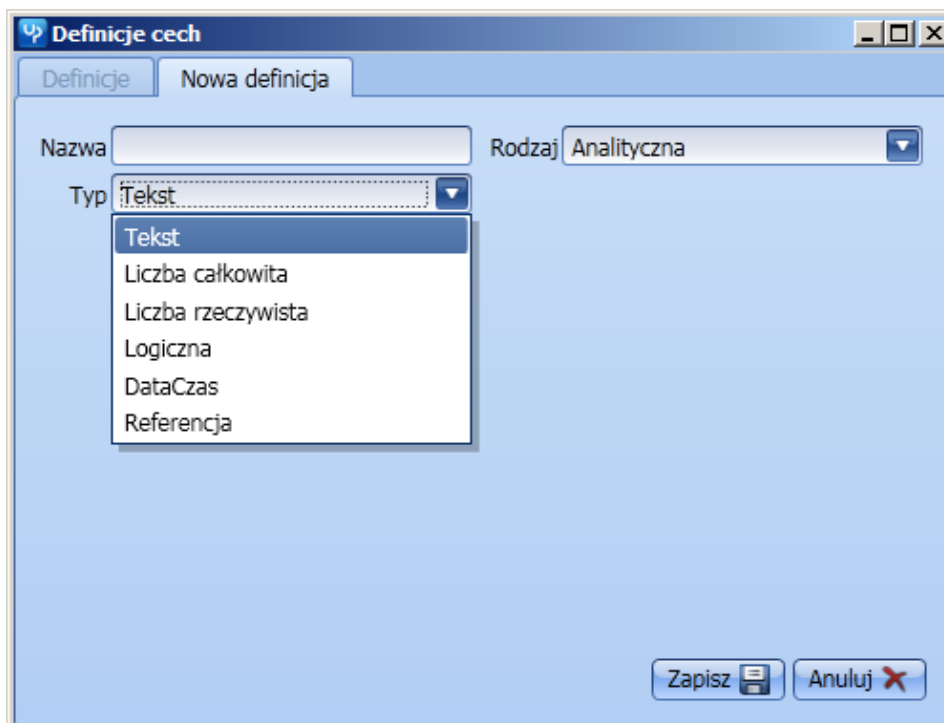 Definicje cech
Definicje Nowa definicja
Nazwa Rodzaj Analityczna
Typ Tekst
Tekst
Liczba całkowita
Liczba rzeczywista
Logiczna
DataCzas
Referencja
Zapisz Anuluj